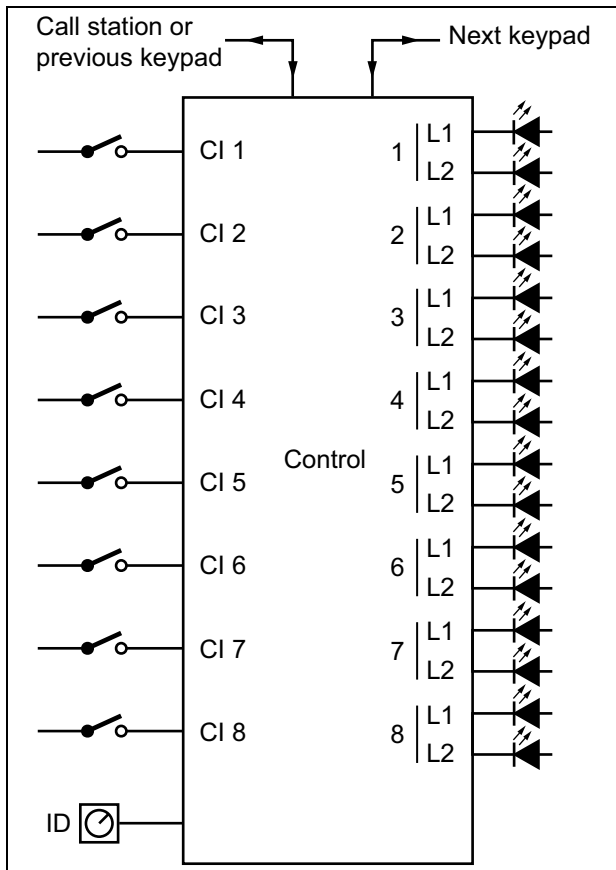 Call station or
previous keypad
Next keypad
CI 1
CI 2
CI 3
CI 4
CI 5
CI 6
CI 7
CI 8
ID
Control
1
L1
L2
2
L1
L2
3
L1
L2
4
L1
L2
5
L1
L2
6
L1
L2
7
L1
L2
8
L1
L2